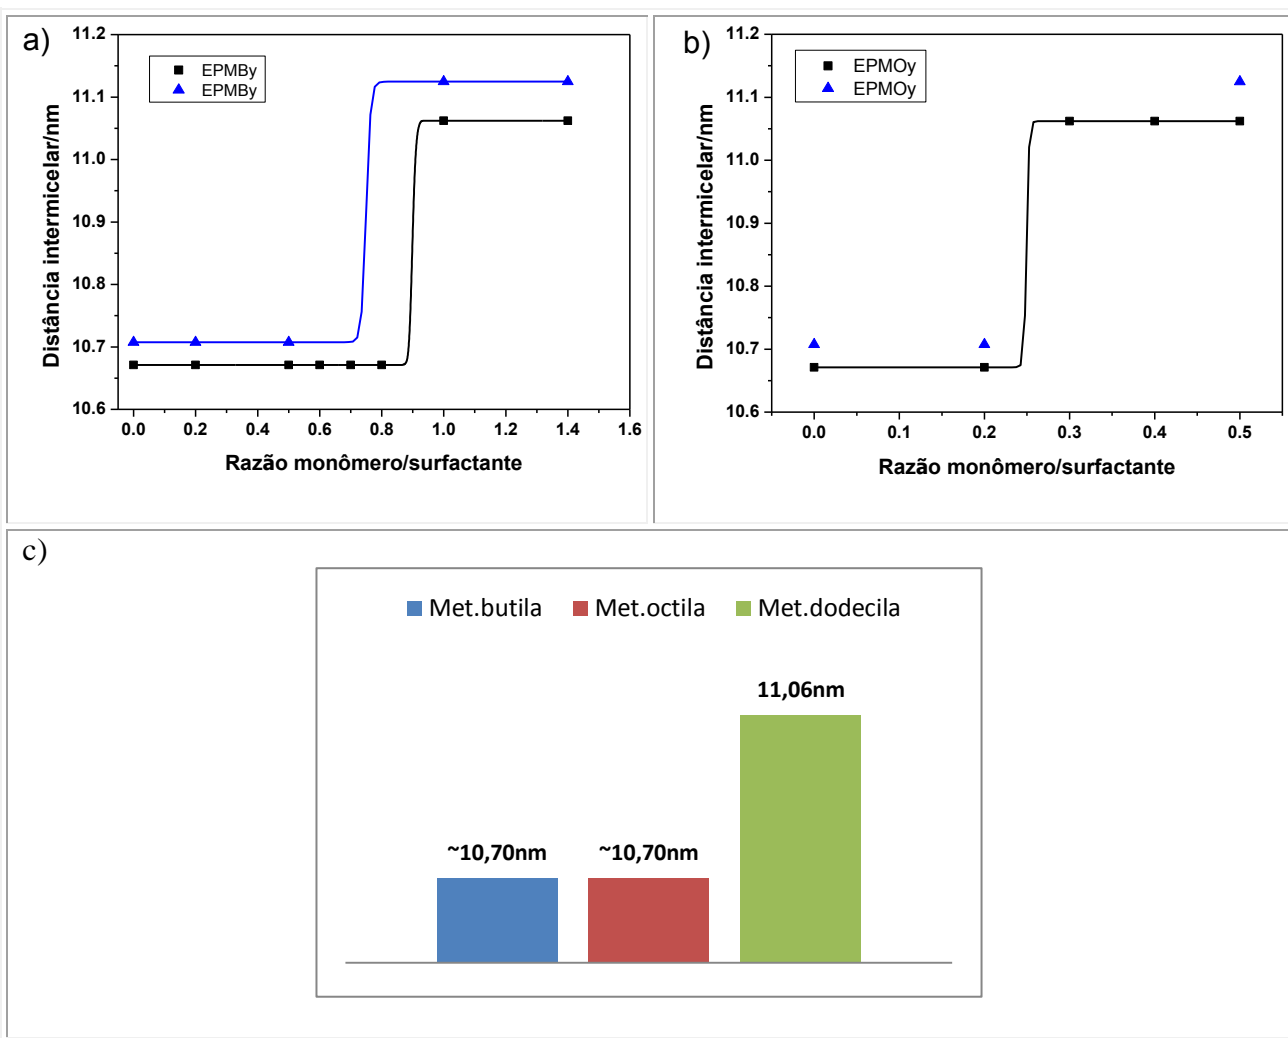 a)
EPMBy
EPMBy
11.2
11.1
11.0
10.9
10.8
10.7
10.6
Distância intermicelar/nm
0.0 0.2 0.4 0.6 0.8 1.0 1.2 1.4 1.6
Razão monômero/surfactante
b)
EPMOy
EPMOy
11.2
11.1
11.0
10.9
10.8
10.7
10.6
Distância intermicelar/nm
0.0 0.1 0.2 0.3 0.4 0.5
Razão monômero/surfactante
c)
Met.butila Met.octila Met.dodecila
11,06nm
~10,70nm ~10,70nm